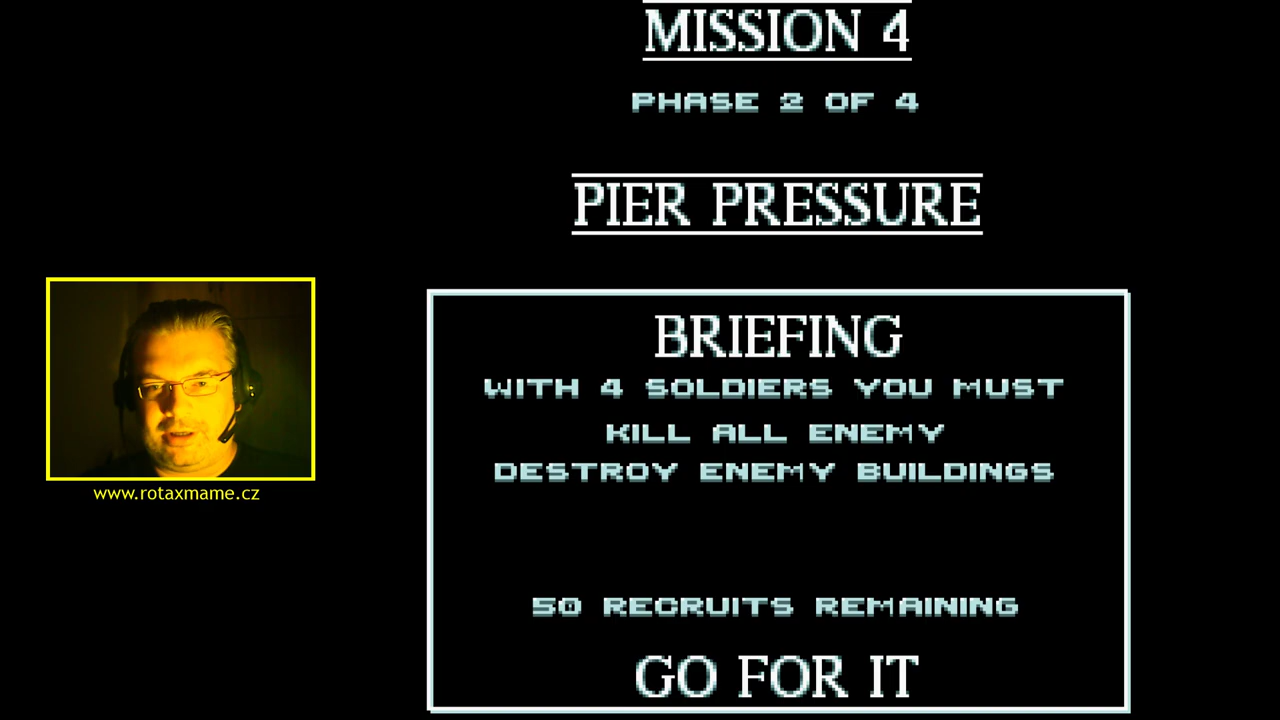 MISSION 4
PHASE 2 OF 4
PIER PRESSURE
BRIEFING
WITH 4 SOLDIERS YOU MUST
KILL ALL ENEMY
DESTROY ENEMY BUILDINGS
50 RECRUITS REMAINING
GO FOR IT
www.rotaxmame.cz